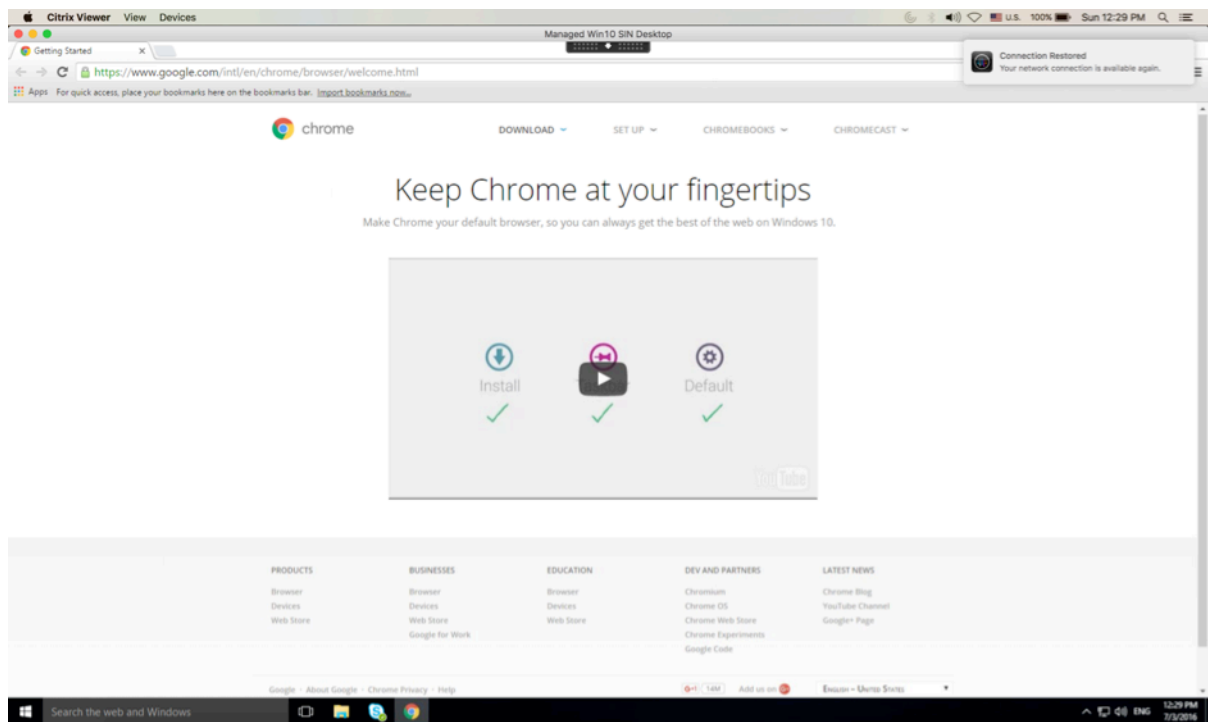 Citrix Viewer View Devices
U.S. 100% Sun 12:29 PM
Managed Win10 SIN Desktop
Getting Started
Connection Restored
Your network connection is available again.
https://www.google.com/intl/en/chrome/browser/welcome.html
Apps For quick access, place your bookmarks here on the bookmarks bar. Import bookmarks now...
chrome DOWNLOAD SET UP CHROMEBOOKS CHROMECAST
Keep Chrome at your fingertips
Make Chrome your default browser, so you can always get the best of the web on Windows 10.
Install Default
YouTube
PRODUCTS BUSINESSES EDUCATION DEV AND PARTNERS LATEST NEWS
Browser Browser Browser Chromium Chrome Blog
Devices Devices Devices Chrome OS YouTube Channel
Web Store Web Store Web Store Chrome Web Store Google+ Page
Google for Work Chrome Experiments
Google Code
Google · About Google · Chrome Privacy · Help
+1 14M Add us on English – United States
Search the web and Windows
ENG 12:29 PM
7/3/2016